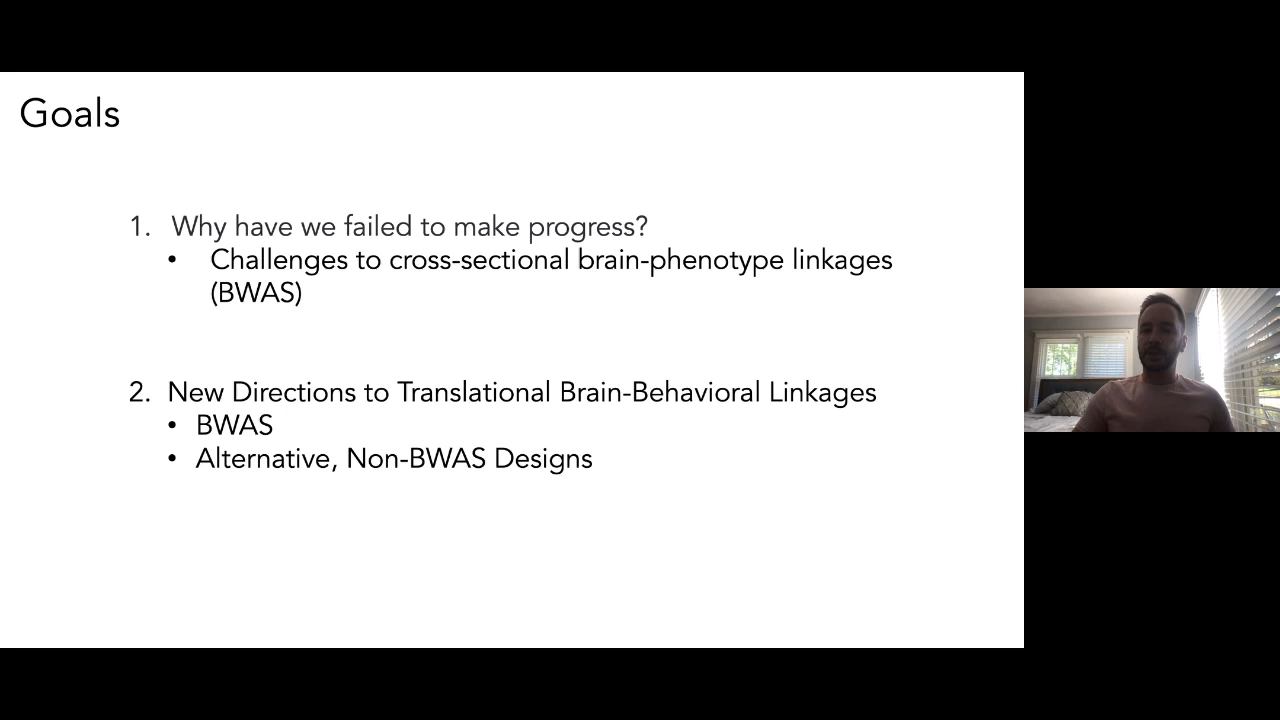 Goals
1. Why have we failed to make progress?
• Challenges to cross-sectional brain-phenotype linkages
(BWAS)
2. New Directions to Translational Brain-Behavioral Linkages
• BWAS
• Alternative, Non-BWAS Designs